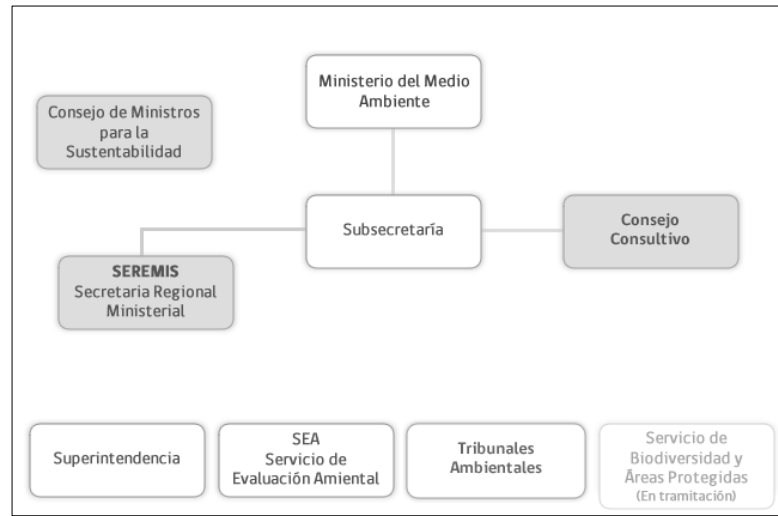 Ministerio del Medio
Ambiente
Consejo de Ministros
para la
Sustentabilidad
Subsecretaría
Consejo
Consultivo
SEREMIS
Secretaria Regional
Ministerial
Superintendencia
SEA
Servicio de
Evaluación Amiental
Tribunales
Ambientales
Servicio de
Biodiversidad y
Áreas Protegidas
(En tramitación)